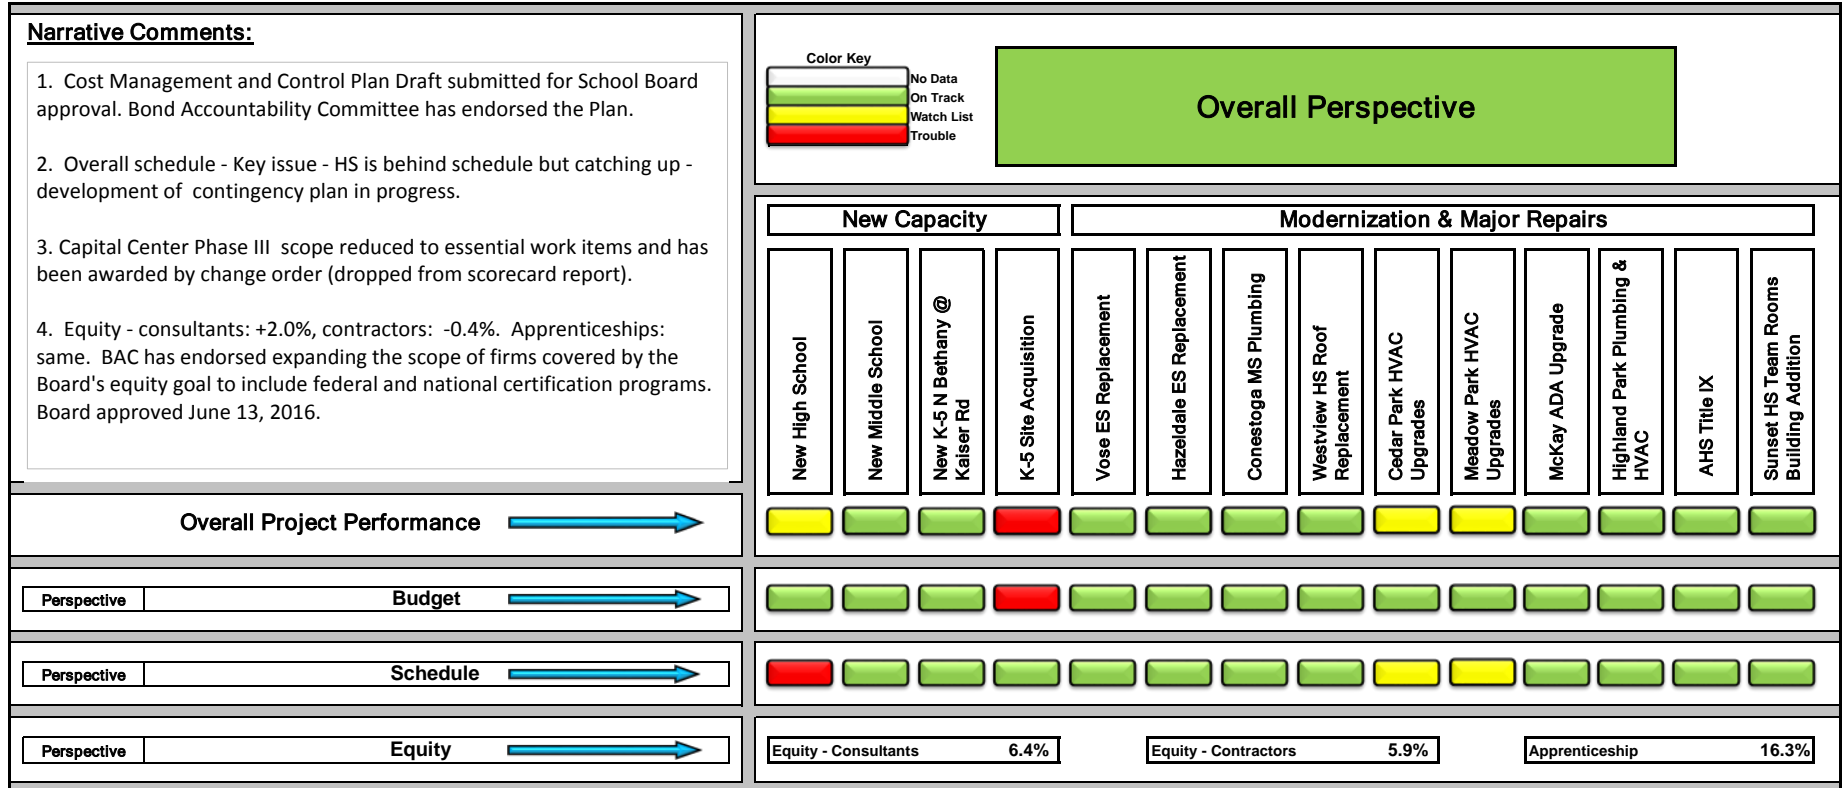 Narrative Comments:
1.  Cost Management and Control Plan Draft submitted for School Board
approval. Bond Accountability Committee has endorsed the Plan.
2.  Overall schedule - Key issue - HS is behind schedule but catching up -
development of  contingency plan in progress.
3. Capital Center Phase III  scope reduced to essential work items and has
been awarded by change order (dropped from scorecard report).
4.  Equity - consultants: +2.0%, contractors:  -0.4%.  Apprenticeships:
same.  BAC has endorsed expanding the scope of firms covered by the
Board's equity goal to include federal and national certification programs.
Board approved June 13, 2016.
Color Key
No Data
On Track
Watch List
Trouble
Overall Perspective
New Capacity
Modernization & Major Repairs
New High School
New Middle School
New K-5 N Bethany @
Kaiser Rd
K-5 Site Acquisition
Vose ES Replacement
Hazeldale ES Replacement
Conestoga MS Plumbing
Westview HS Roof
Replacement
Cedar Park HVAC
Upgrades
Meadow Park HVAC
Upgrades
McKay ADA Upgrade
Highland Park Plumbing &
HVAC
AHS Title IX
Sunset HS Team Rooms
Building Addition
Overall Project Performance
Perspective Budget
Perspective Schedule
Perspective Equity
Equity - Consultants 6.4%
Equity - Contractors 5.9%
Apprenticeship 16.3%